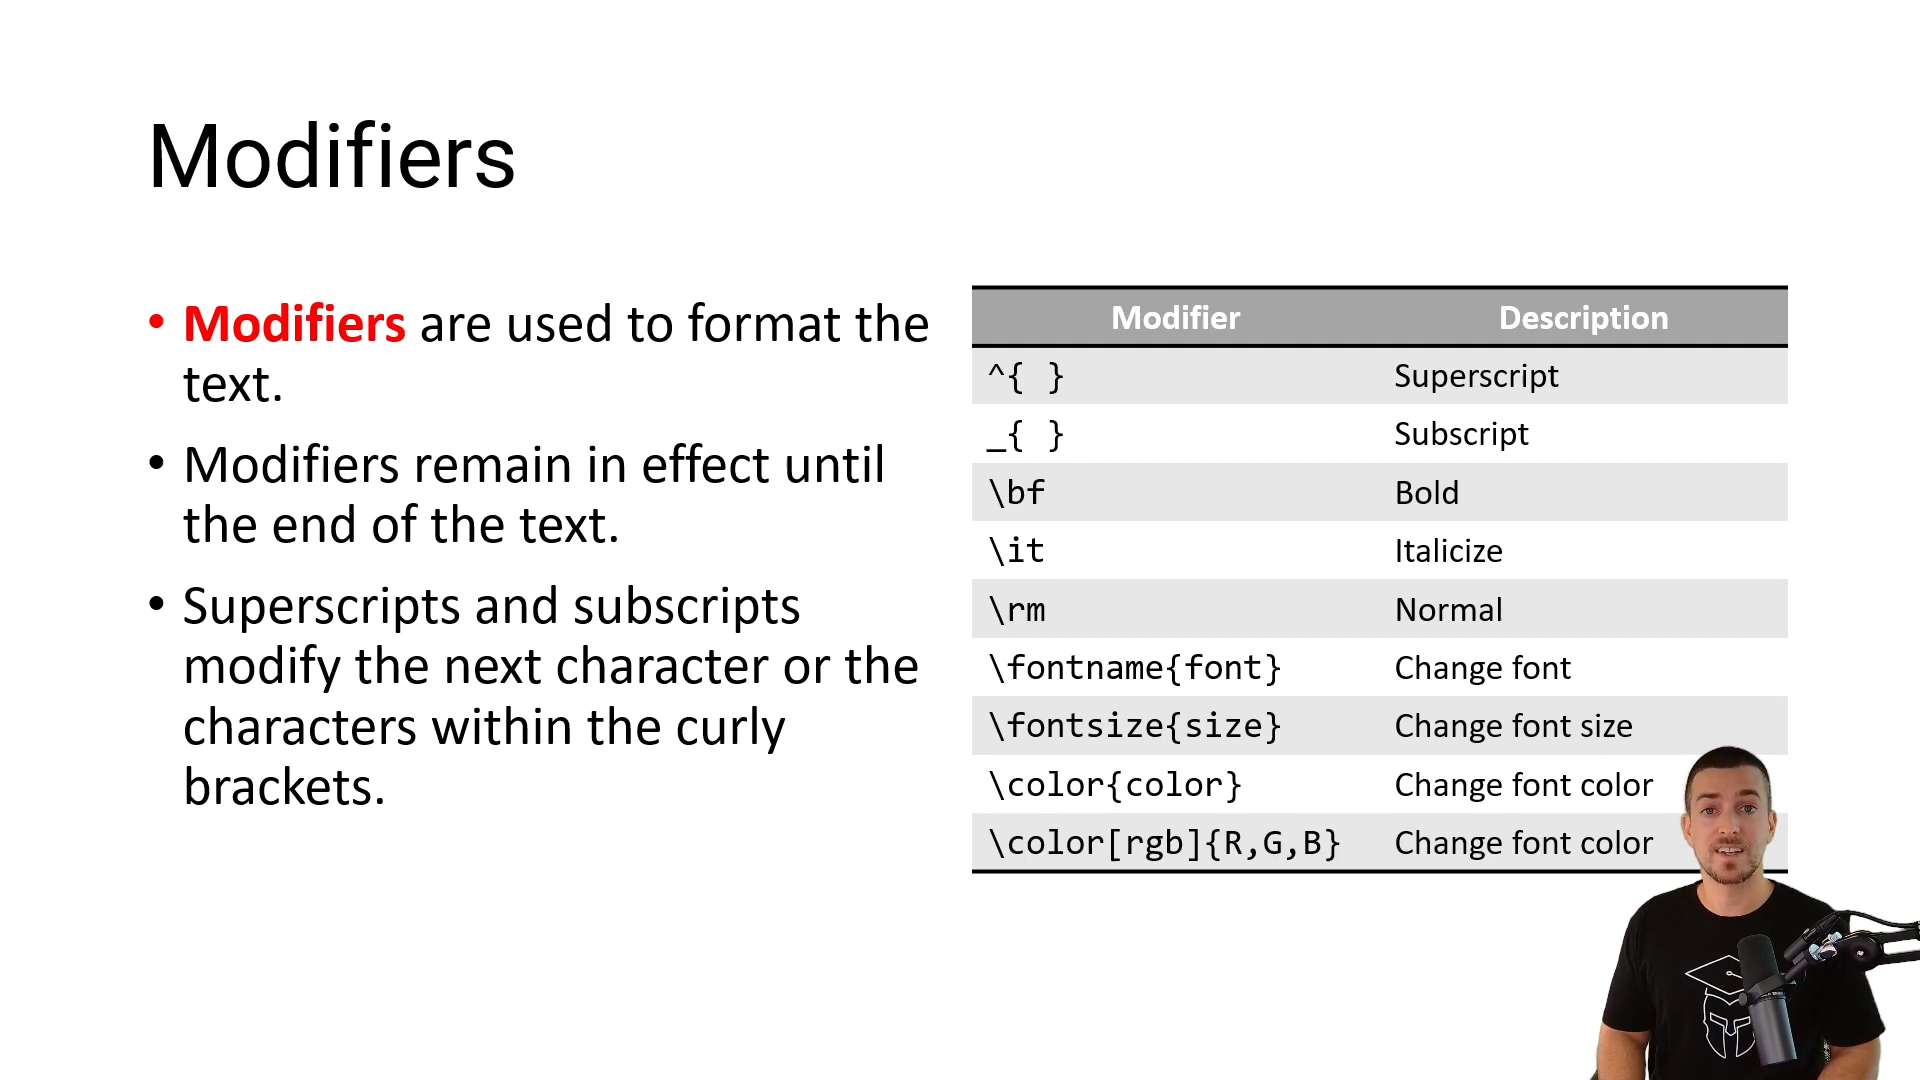 Modifiers
• Modifiers are used to format the
text.
• Modifiers remain in effect until
the end of the text.
• Superscripts and subscripts
modify the next character or the
characters within the curly
brackets.
Modifier Description
^{ } Superscript
_{ } Subscript
\bf Bold
\it Italicize
\rm Normal
\fontname{font} Change font
\fontsize{size} Change font size
\color{color} Change font color
\color[rgb]{R,G,B} Change font color